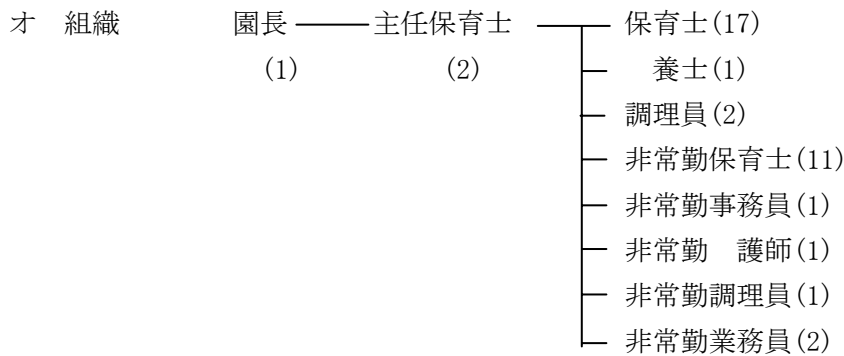 オ　組織　園長　主任保育士　保育士(17)
(1)　(2)　養士(1)
調理員(2)
非常勤保育士(11)
非常勤事務員(1)
非常勤　護師(1)
非常勤調理員(1)
非常勤業務員(2)